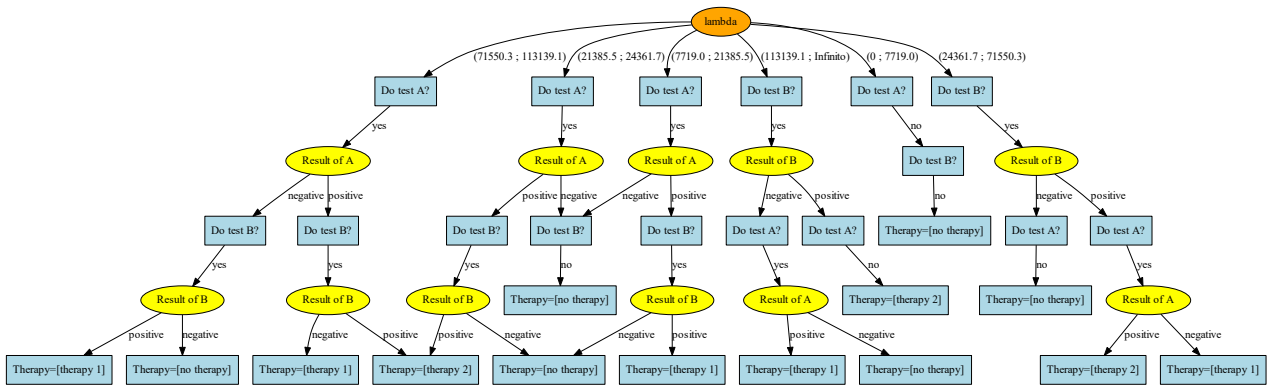 lambda
(71550.3 ; 113139.1) (21385.5 ; 24361.7) (7719.0 ; 21385.5) (113139.1 ; Infinito) (0 ; 7719.0) (24361.7 ; 71550.3)
Do test A? Do test A? Do test A? Do test B? Do test A? Do test B?
yes yes yes yes no yes
Result of A Result of A Result of A Result of B Do test B? Result of B
negative positive positive negative negative positive negative positive no negative positive
Do test B? Do test B? Do test B? Do test B? Do test B? Do test A? Do test A? Therapy=[no therapy] Do test A? Do test A?
yes yes yes no yes yes no no yes
Result of B Result of B Result of B Therapy=[no therapy] Result of B Result of A Therapy=[therapy 2] Therapy=[no therapy] Result of A
positive negative negative positive positive negative negative positive positive negative positive negative
Therapy=[therapy 1] Therapy=[no therapy] Therapy=[therapy 1] Therapy=[therapy 2] Therapy=[no therapy] Therapy=[therapy 1] Therapy=[therapy 1] Therapy=[no therapy] Therapy=[therapy 2] Therapy=[therapy 1]